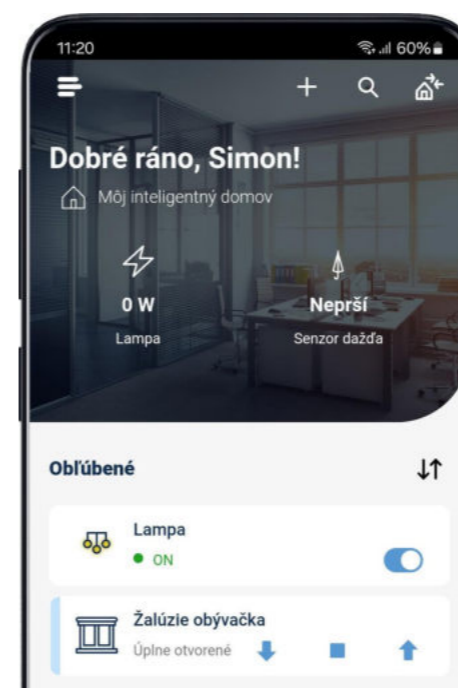 11:20
60%
Dobré ráno, Simon!
Môj inteligentný domov
0 W
Lampa
Neprší
Senzor dažďa
Obľúbené
Lampa
ON
Žalúzie obývačka
Úplne otvorené